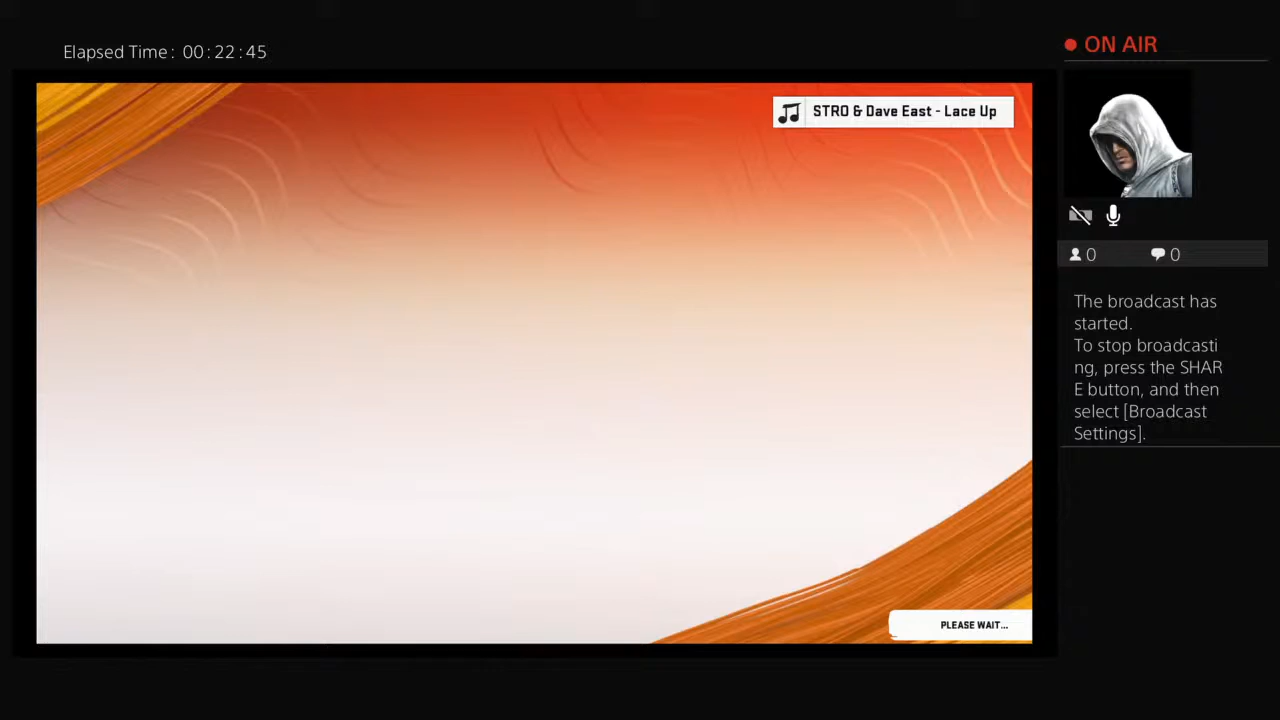 Elapsed Time: 00:22:45
ON AIR
STRO & Dave East - Lace Up
0 0
The broadcast has
started.
To stop broadcasti
ng, press the SHAR
E button, and then
select [Broadcast
Settings].
PLEASE WAIT...